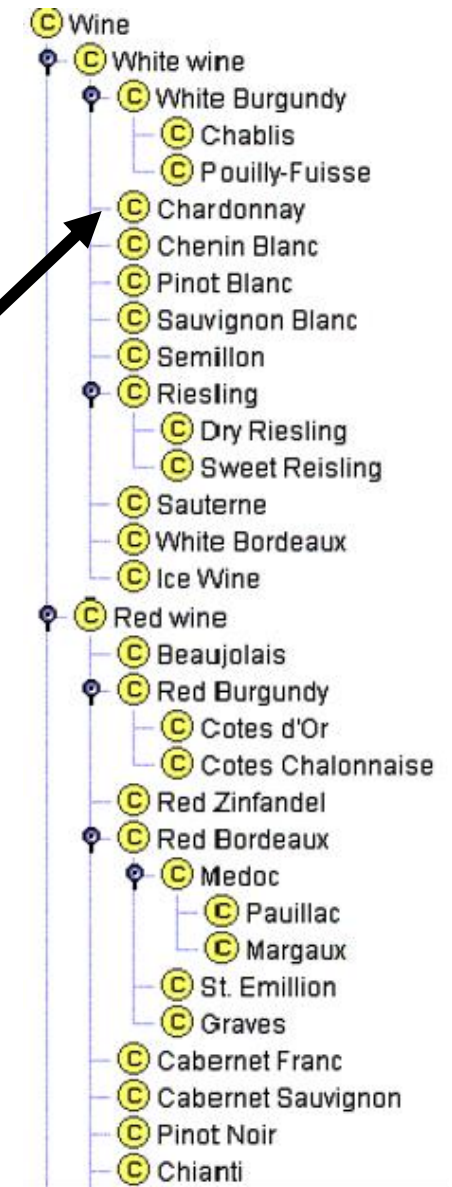 C Wine
C White wine
C White Burgundy
C Chablis
C Pouilly-Fuisse
C Chardonnay
C Chenin Blanc
C Pinot Blanc
C Sauvignon Blanc
C Semillon
C Riesling
C Dry Riesling
C Sweet Reisling
C Sauterne
C White Bordeaux
C Ice Wine
C Red wine
C Beaujolais
C Red Burgundy
C Cotes d'Or
C Cotes Chalonnaise
C Red Zinfandel
C Red Bordeaux
C Medoc
C Pauillac
C Margaux
C St. Emillion
C Graves
C Cabernet Franc
C Cabernet Sauvignon
C Pinot Noir
C Chianti